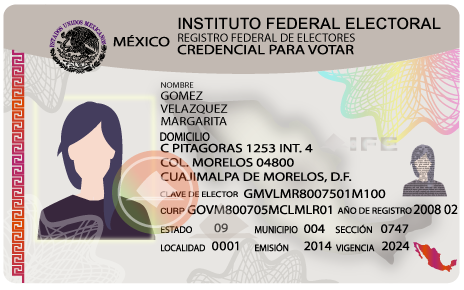 ESTADOS UNIDOS MEXICANOS
MÉXICO
INSTITUTO FEDERAL ELECTORAL
REGISTRO FEDERAL DE ELECTORES
CREDENCIAL PARA VOTAR
NOMBRE
GOMEZ
VELAZQUEZ
MARGARITA
DOMICILIO
C PITAGORAS 1253 INT. 4
COL. MORELOS 04800
CUAJIMALPA DE MORELOS, D.F.
IFE
CLAVE DE ELECTOR GMVLMR8007501M100
CURP GOVM800705MCLMLR01 AÑO DE REGISTRO 2008 02
ESTADO 09 MUNICIPIO 004 SECCIÓN 0747
LOCALIDAD 0001 EMISIÓN 2014 VIGENCIA 2024